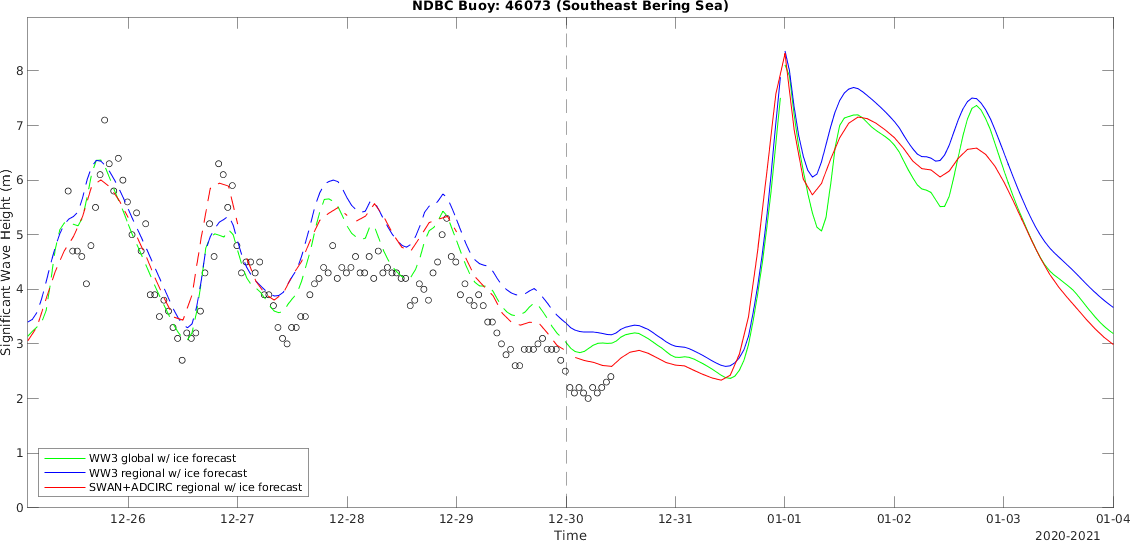 NDBC Buoy: 46073 (Southeast Bering Sea)
Significant Wave Height (m)
8
7
6
5
4
3
2
1
0
WW3 global w/ ice forecast
WW3 regional w/ ice forecast
SWAN+ADCIRC regional w/ ice forecast
12-26 12-27 12-28 12-29 12-30 12-31 01-01 01-02 01-03 01-04
Time
2020-2021